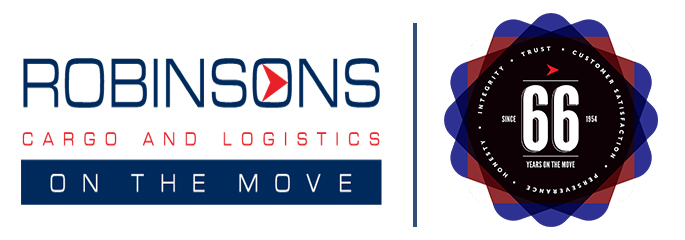 ROBINSONS
CARGO AND LOGISTICS
ON THE MOVE
HONESTY • INTEGRITY • TRUST • CUSTOMER SATISFACTION • PERSEVERANCE •
SINCE 66 1954
YEARS ON THE MOVE